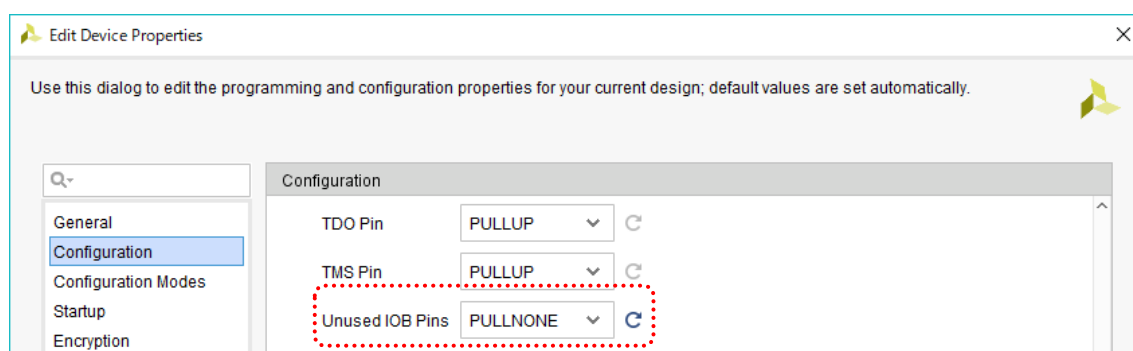 Edit Device Properties
Use this dialog to edit the programming and configuration properties for your current design; default values are set automatically.
General
Configuration
Configuration Modes
Startup
Encryption
Configuration
TDO Pin PULLUP
TMS Pin PULLUP
Unused IOB Pins PULLNONE